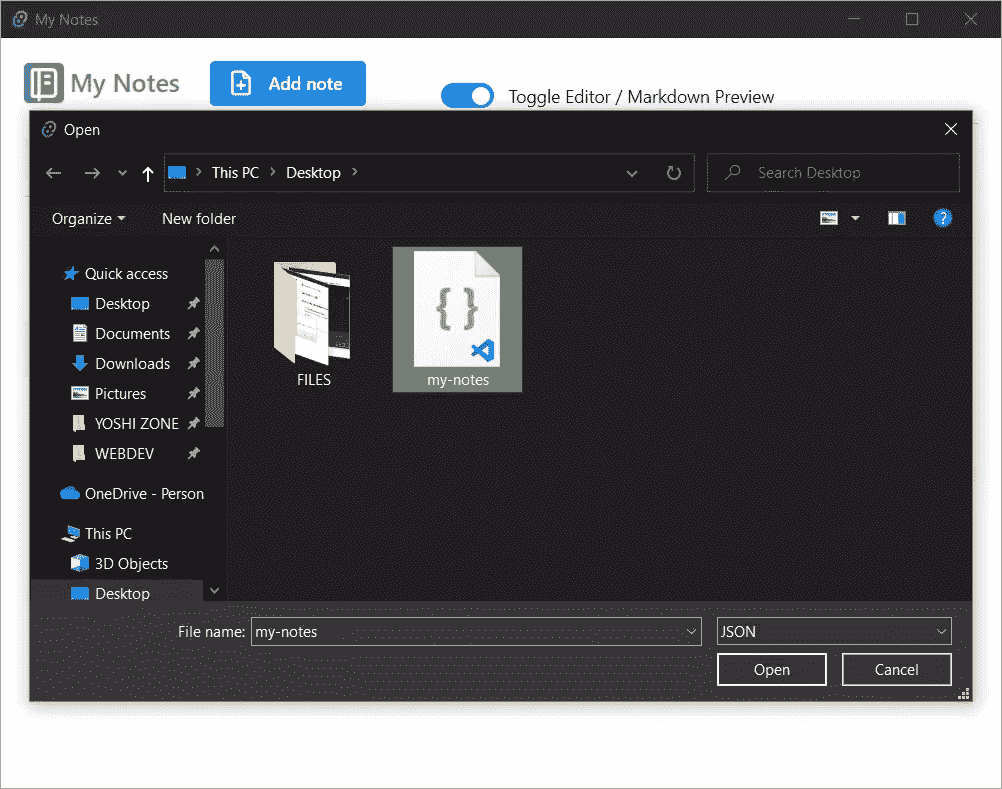 My Notes
My Notes
Add note
Toggle Editor / Markdown Preview
Open
This PC
Desktop
Search Desktop
Organize
New folder
?
Quick access
Desktop
Documents
Downloads
Pictures
YOSHI ZONE
WEBDEV
OneDrive - Person
This PC
3D Objects
Desktop
{ }
FILES
my-notes
File name: my-notes
JSON
Open
Cancel